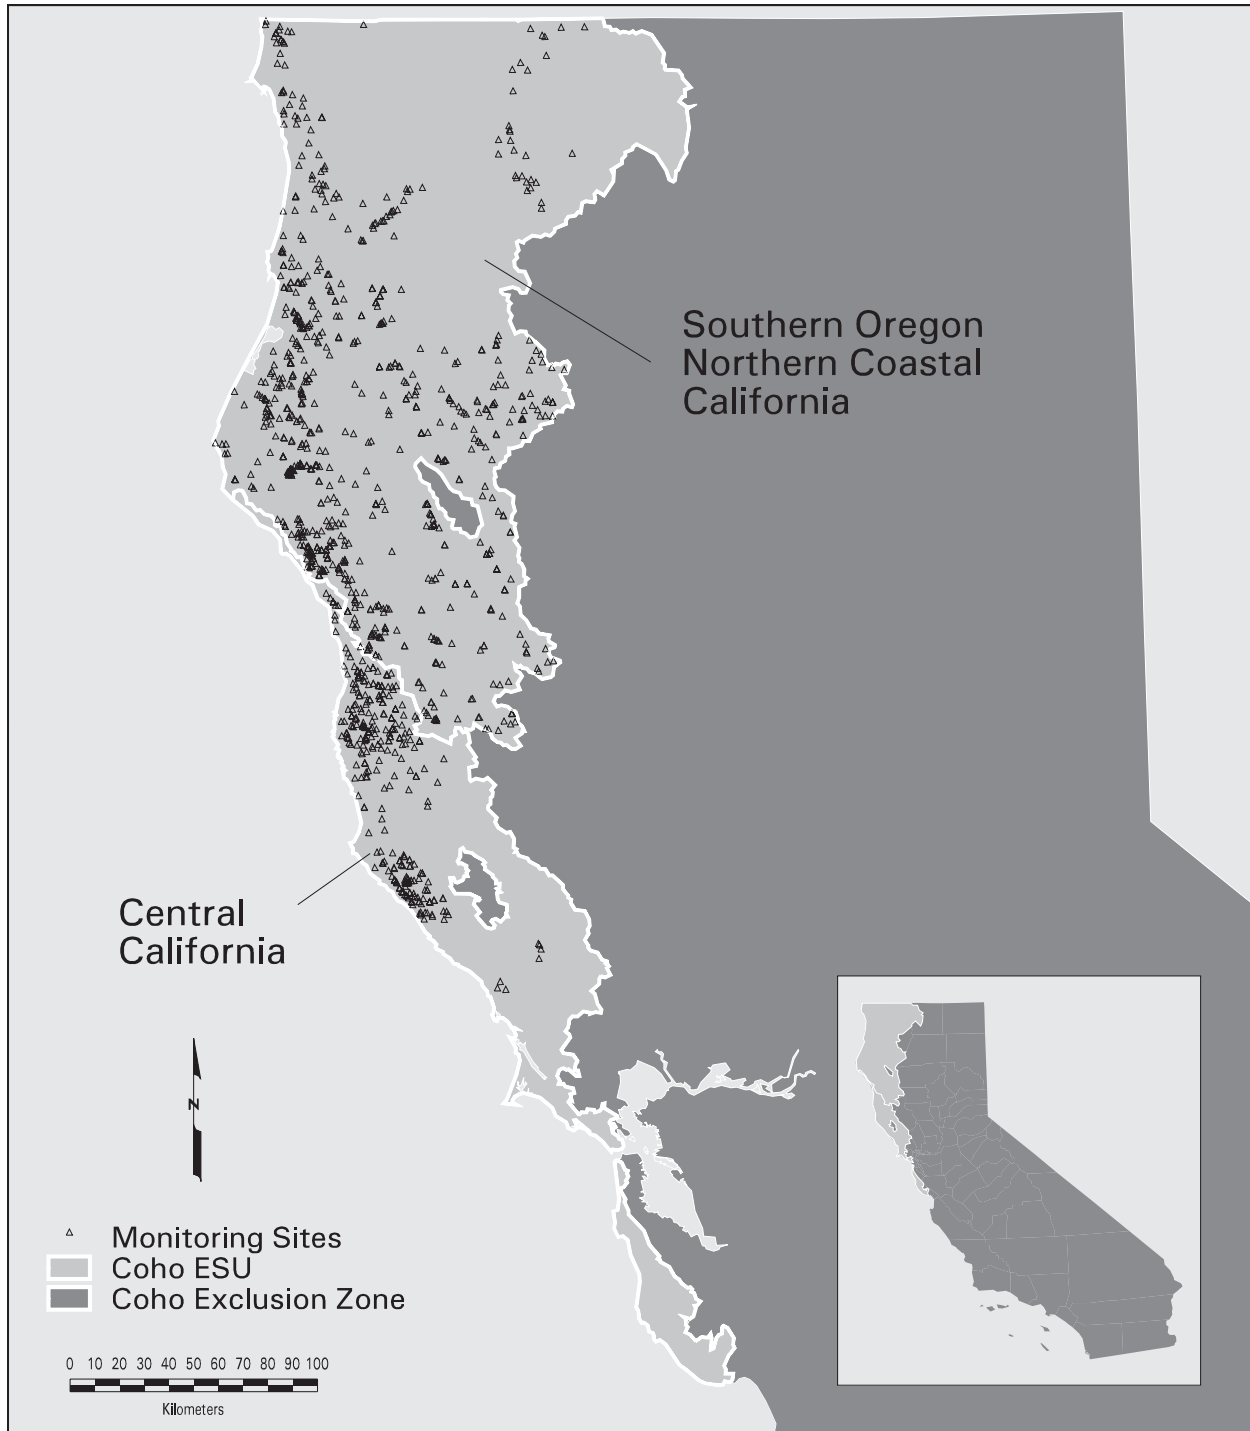 Southern Oregon
Northern Coastal
California
Central
California
N
Monitoring Sites
Coho ESU
Coho Exclusion Zone
0 10 20 30 40 50 60 70 80 90 100
Kilometers